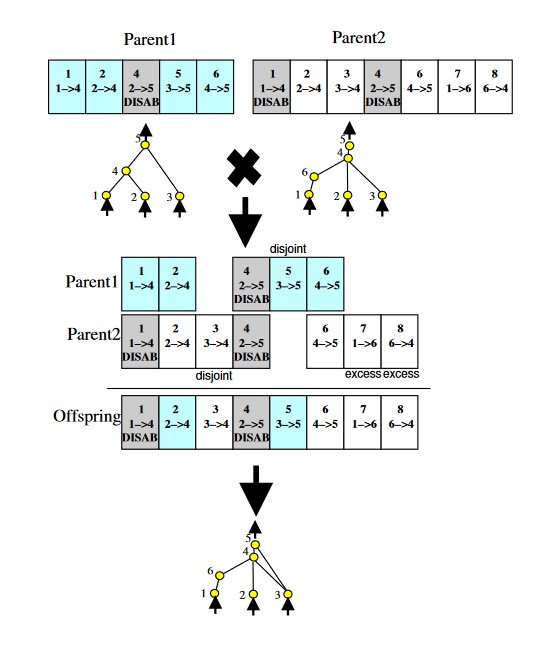 Parent1 Parent2
1 2 4 5 6 1 2 3 4 6 7 8
1–>4 2–>4 2–>5 3–>5 4–>5 1–>4 2–>4 3–>4 2–>5 4–>5 1–>6 6–>4
DISAB DISAB DISAB
5 5
4
4 6
1 2 3 1 2 3
disjoint
Parent1
1 2 4 5 6
1–>4 2–>4 2–>5 3–>5 4–>5
DISAB
Parent2
1 2 3 4 6 7 8
1–>4 2–>4 3–>4 2–>5 4–>5 1–>6 6–>4
DISAB DISAB
disjoint excess excess
Offspring
1 2 3 4 5 6 7 8
1–>4 2–>4 3–>4 2–>5 3–>5 4–>5 1–>6 6–>4
DISAB DISAB
5
4
6
1 2 3